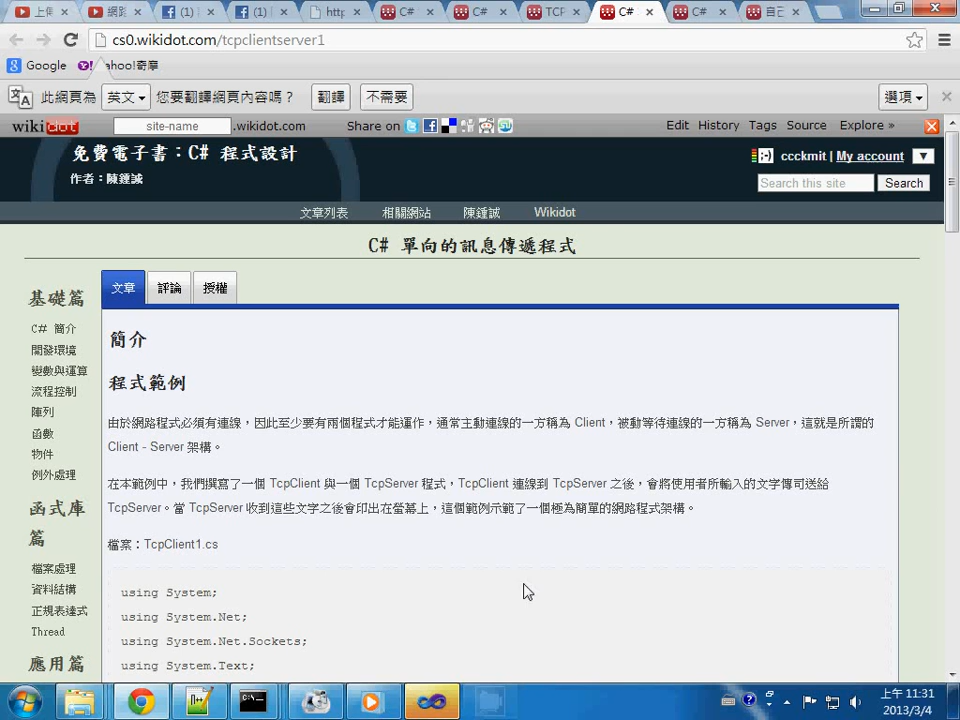 上傳
網路
(1)
(1)
http
C#
C#
TCP
C#
C#
自己
cs0.wikidot.com/tcpclientserver1
Google
Yahoo!奇摩
此網頁為 英文 您要翻譯網頁內容嗎？ 翻譯 不需要 選項
wikidot site-name .wikidot.com Share on Edit History Tags Source Explore »
免費電子書：C# 程式設計
作者：陳鍾誠
ccckmit | My account
Search this site Search
文章列表 相關網站 陳鍾誠 Wikidot
C# 單向的訊息傳遞程式
基礎篇
C# 簡介
開發環境
變數與運算
流程控制
陣列
函數
物件
例外處理
函式庫
篇
檔案處理
資料結構
正規表達式
Thread
應用篇
文章 評論 授權
簡介
程式範例
由於網路程式必須有連線，因此至少要有兩個程式才能運作，通常主動連線的一方稱為 Client，被動等待連線的一方稱為 Server，這就是所謂的
Client - Server 架構。
在本範例中，我們撰寫了一個 TcpClient 與一個 TcpServer 程式，TcpClient 連線到 TcpServer 之後，會將使用者所輸入的文字傳司送給
TcpServer。當 TcpServer 收到這些文字之後會印出在螢幕上，這個範例示範了一個極為簡單的網路程式架構。
檔案：TcpClient1.cs
using System;
using System.Net;
using System.Net.Sockets;
using System.Text;
上午 11:31
2013/3/4